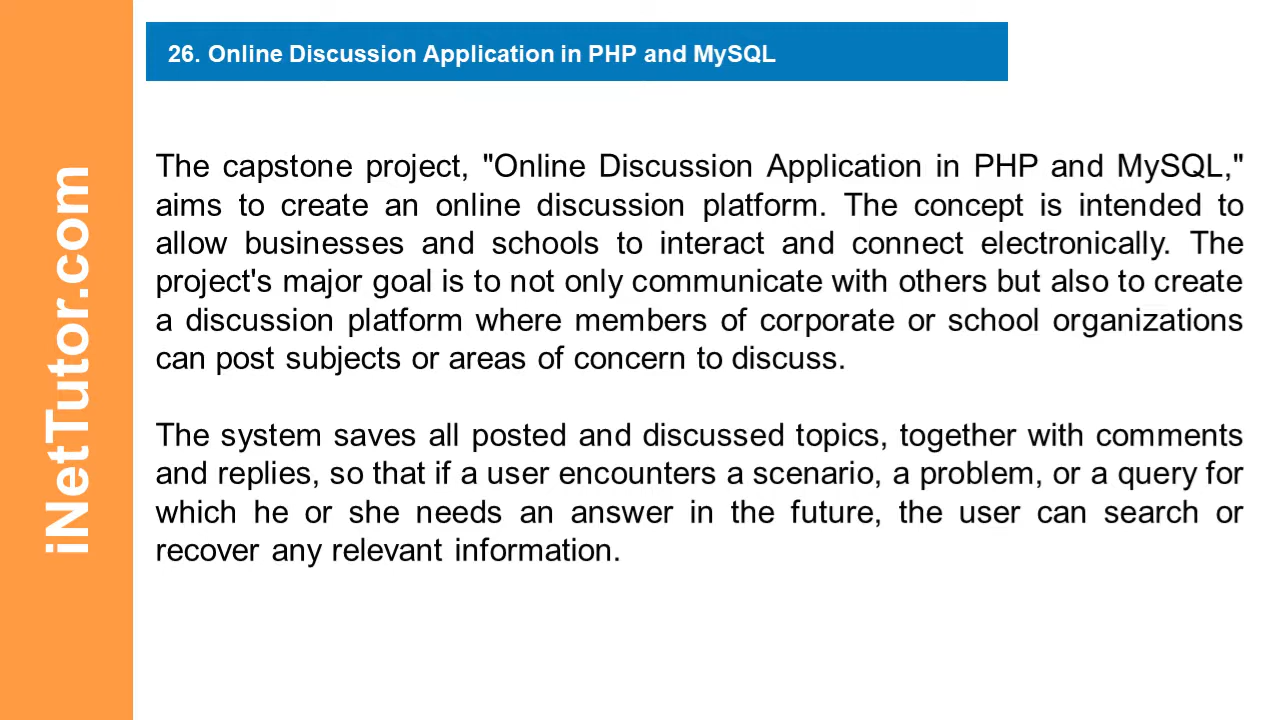 26. Online Discussion Application in PHP and MySQL
iNetTutor.com
The capstone project, "Online Discussion Application in PHP and MySQL,"
aims to create an online discussion platform. The concept is intended to
allow businesses and schools to interact and connect electronically. The
project's major goal is to not only communicate with others but also to create
a discussion platform where members of corporate or school organizations
can post subjects or areas of concern to discuss.
The system saves all posted and discussed topics, together with comments
and replies, so that if a user encounters a scenario, a problem, or a query for
which he or she needs an answer in the future, the user can search or
recover any relevant information.